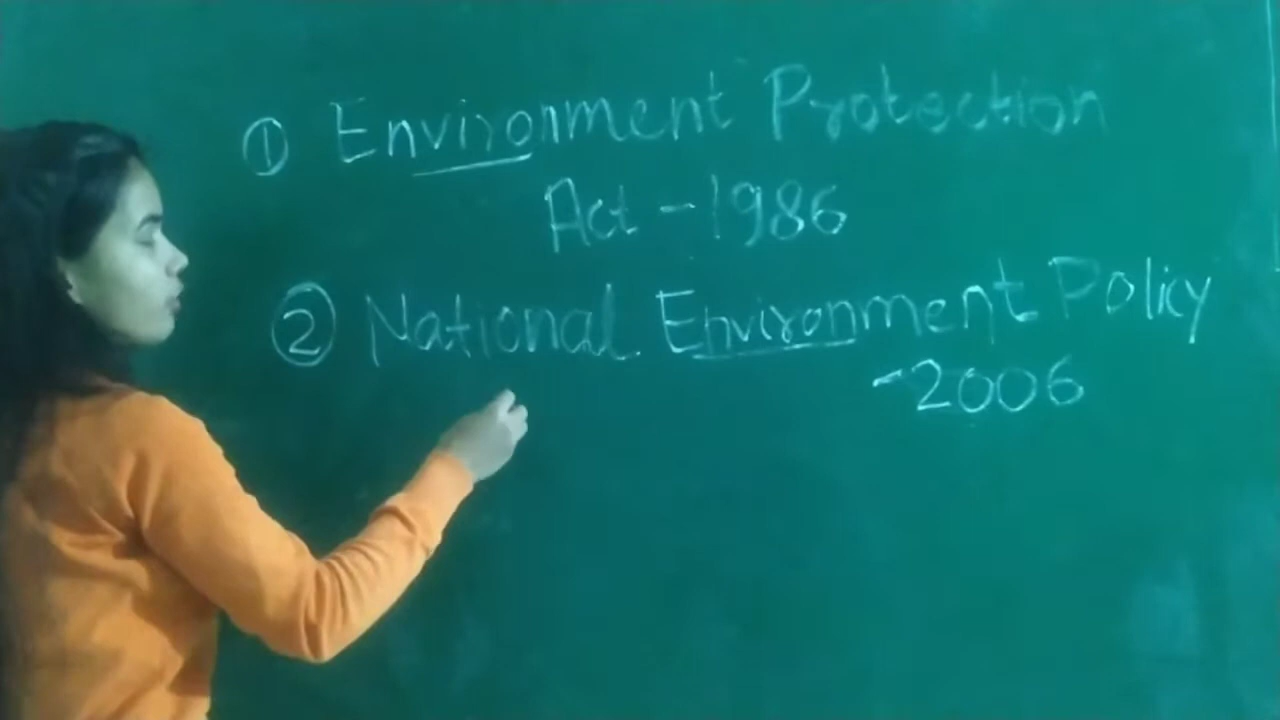 ① Environment Protection
Act - 1986
② National Environment Policy
- 2006